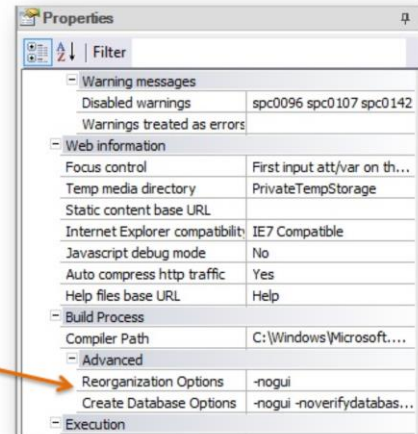 Properties
Filter
Warning messages
Disabled warnings spc0096 spc0107 spc0142
Warnings treated as errors
Web information
Focus control First input att/var on th...
Temp media directory PrivateTempStorage
Static content base URL
Internet Explorer compatibilit IE7 Compatible
Javascript debug mode No
Auto compress http traffic Yes
Help files base URL Help
Build Process
Compiler Path C:\Windows\Microsoft....
Advanced
Reorganization Options -nogui
Create Database Options -nogui -noverifydatabas...
Execution